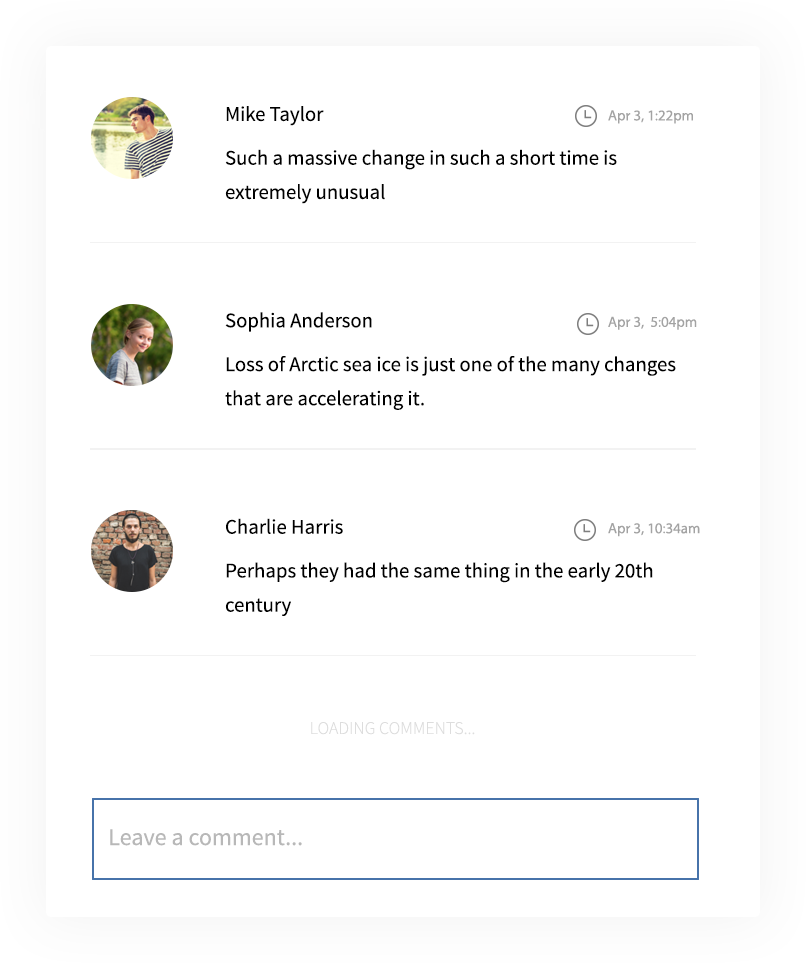 Mike Taylor
Apr 3, 1:22pm
Such a massive change in such a short time is
extremely unusual
Sophia Anderson
Apr 3,  5:04pm
Loss of Arctic sea ice is just one of the many changes
that are accelerating it.
Charlie Harris
Apr 3, 10:34am
Perhaps they had the same thing in the early 20th
century
LOADING COMMENTS...
Leave a comment...